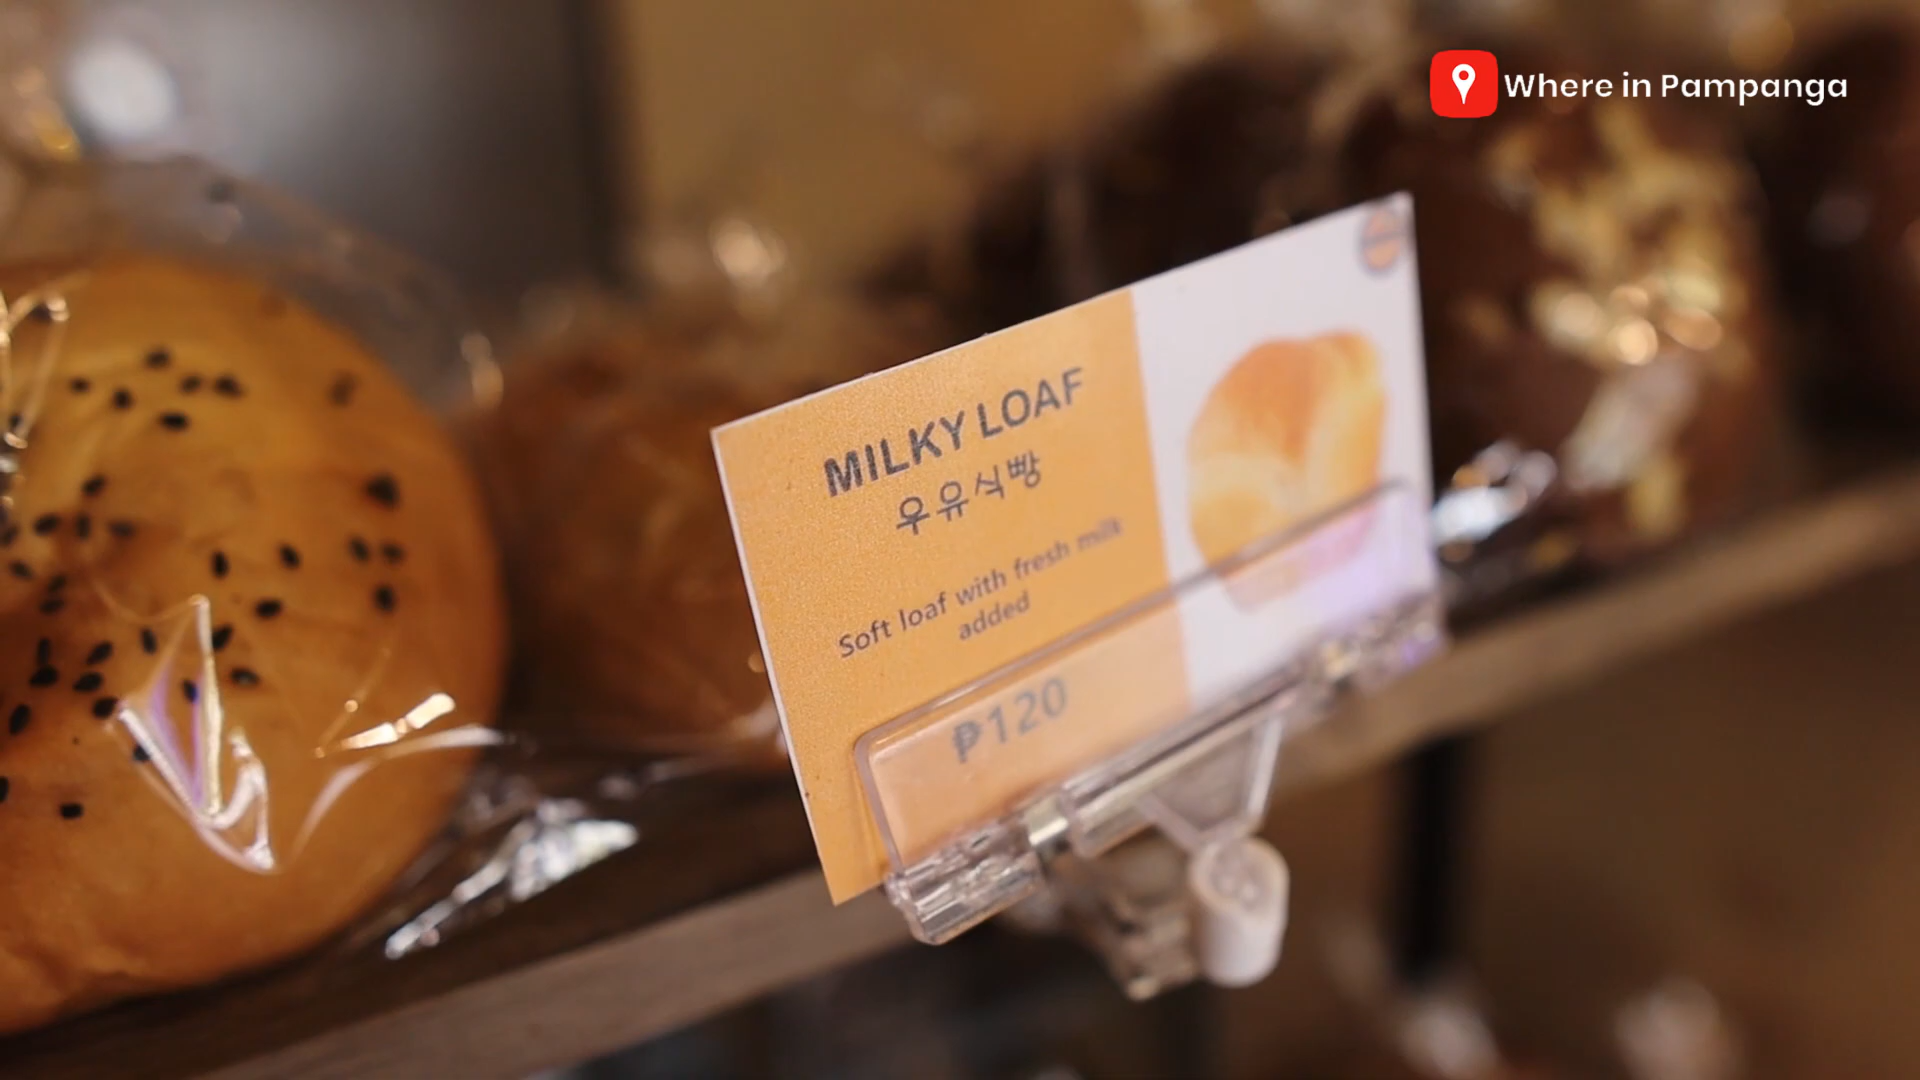 Where in Pampanga
MILKY LOAF
우유식빵
Soft loaf with fresh milk
added
₱120